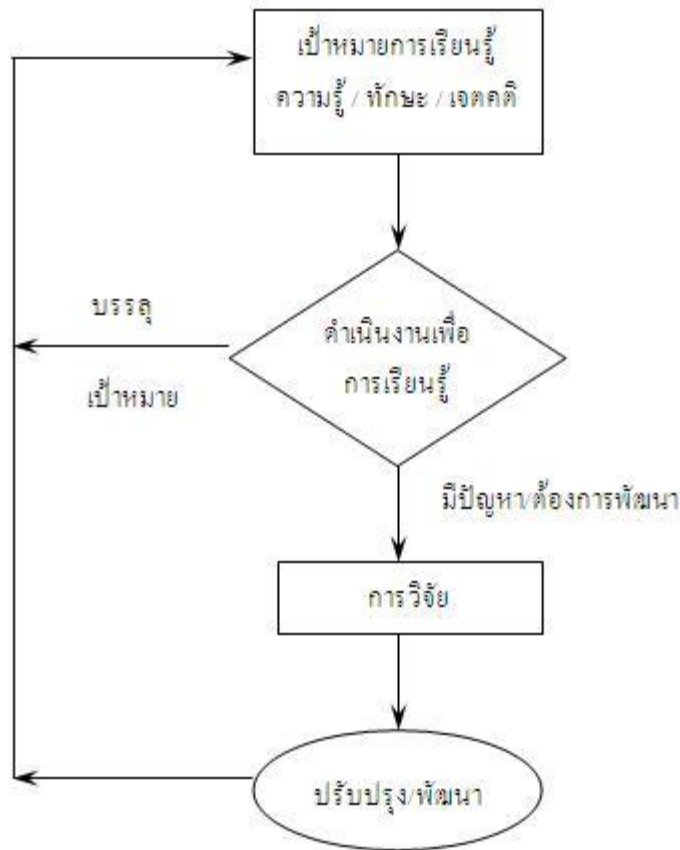 เป้าหมายการเรียนรู้
ความรู้ / ทักษะ / เจตคติ
บรรลุ
เป้าหมาย
ดำเนินงานเพื่อ
การเรียนรู้
มีปัญหา/ต้องการพัฒนา
การวิจัย
ปรับปรุง/พัฒนา